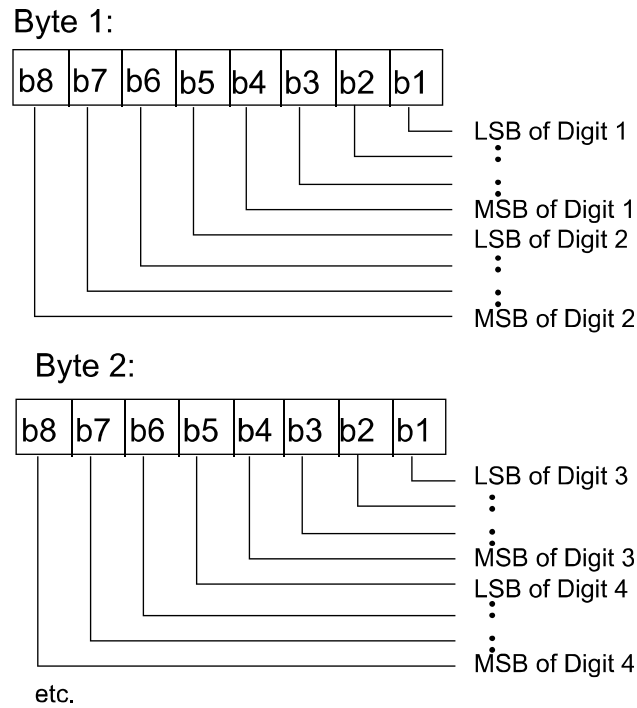 Byte 1:
b8 b7 b6 b5 b4 b3 b2 b1
LSB of Digit 1
MSB of Digit 1
LSB of Digit 2
MSB of Digit 2
Byte 2:
b8 b7 b6 b5 b4 b3 b2 b1
LSB of Digit 3
MSB of Digit 3
LSB of Digit 4
MSB of Digit 4
etc.